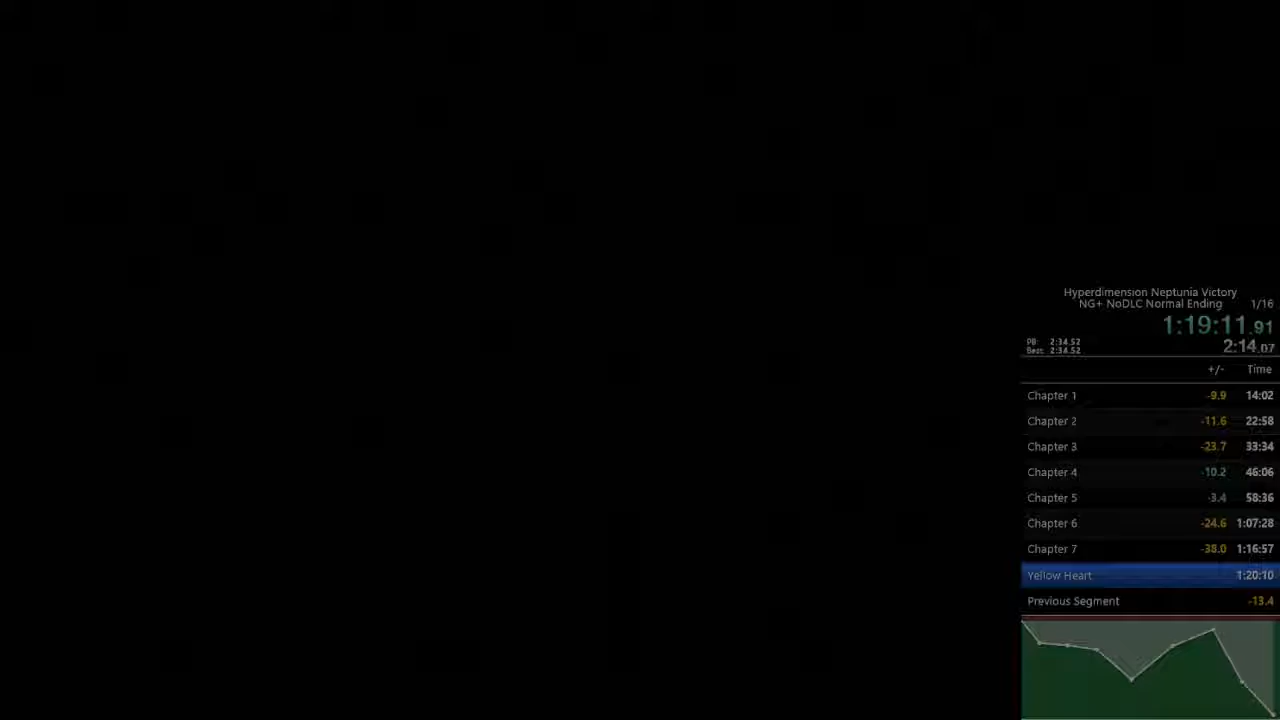 Hyperdimension Neptunia Victory
NG+ NoDLC Normal Ending 1/16
1:19:11.91
PB: 2:34.52 2:14.07
Best: 2:34.52
+/- Time
Chapter 1 -9.9 14:02
Chapter 2 -11.6 22:58
Chapter 3 -23.7 33:34
Chapter 4 -10.2 46:06
Chapter 5 -3.4 58:36
Chapter 6 -24.6 1:07:28
Chapter 7 -38.0 1:16:57
Yellow Heart 1:20:10
Previous Segment -13.4